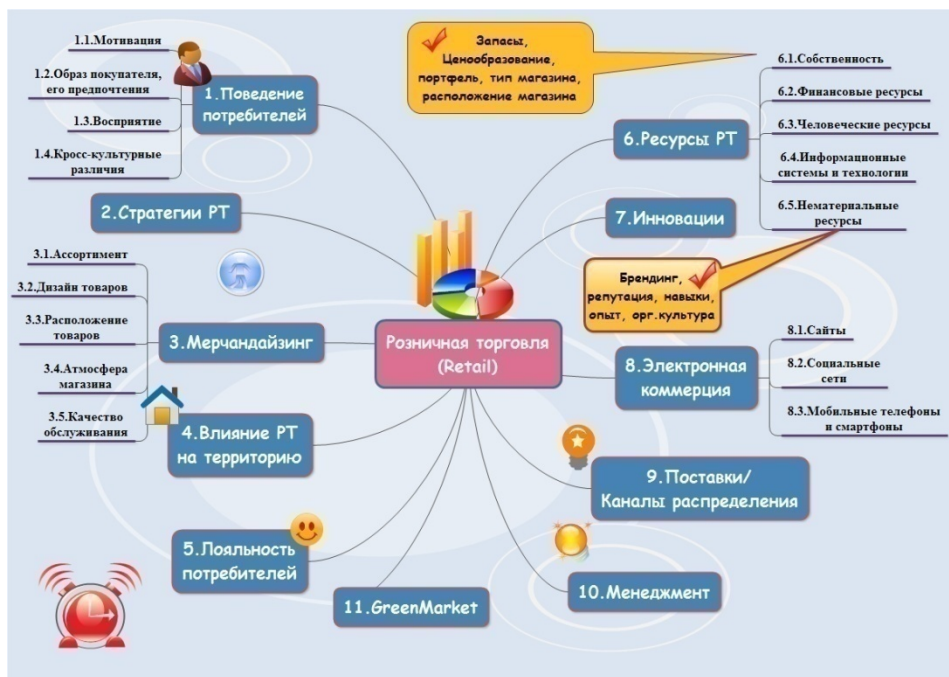 Розничная торговля
(Retail)
1.Поведение
потребителей
1.1.Мотивация
1.2.Образ покупателя,
его предпочтения
1.3.Восприятие
1.4.Кросс-культурные
различия
2.Стратегии РТ
3.Мерчандайзинг
3.1.Ассортимент
3.2.Дизайн товаров
3.3.Расположение
товаров
3.4.Атмосфера
магазина
3.5.Качество
обслуживания
4.Влияние РТ
на территорию
5.Лояльность
потребителей
11.GreenMarket
Запасы,
Ценообразование,
портфель, тип магазина,
расположение магазина
6.Ресурсы РТ
6.1.Собственность
6.2.Финансовые ресурсы
6.3.Человеческие ресурсы
6.4.Информационные
системы и технологии
6.5.Нематериальные
ресурсы
7.Инновации
Брендинг,
репутация, навыки,
опыт, орг.культура
8.Электронная
коммерция
8.1.Сайты
8.2.Социальные
сети
8.3.Мобильные телефоны
и смартфоны
9.Поставки/
Каналы распределения
10.Менеджмент